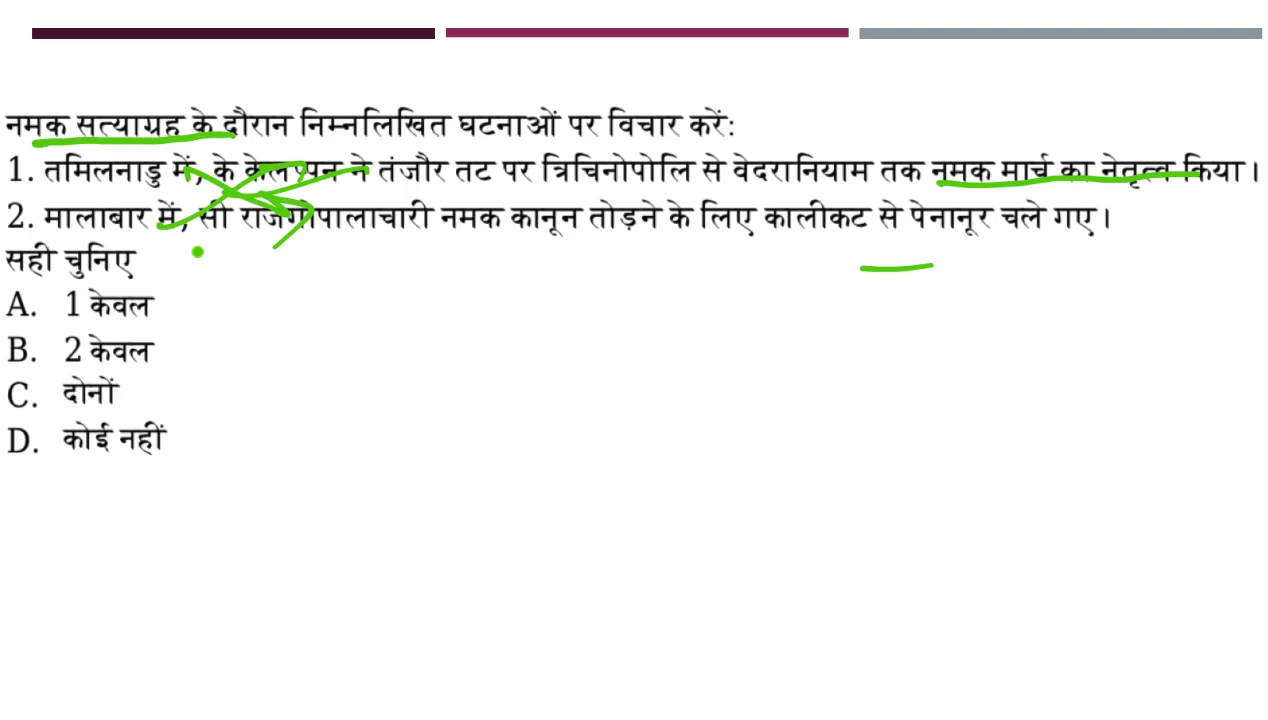 नमक सत्याग्रह के दौरान निम्नलिखित घटनाओं पर विचार करें:
1. तमिलनाडु में, के केलप्पन ने तंजौर तट पर त्रिचिनोपोलि से वेदरानियाम तक नमक मार्च का नेतृत्व किया।
2. मालाबार में, सी राजगोपालाचारी नमक कानून तोड़ने के लिए कालीकट से पेनानूर चले गए।
सही चुनिए
A. 1 केवल
B. 2 केवल
C. दोनों
D. कोई नहीं